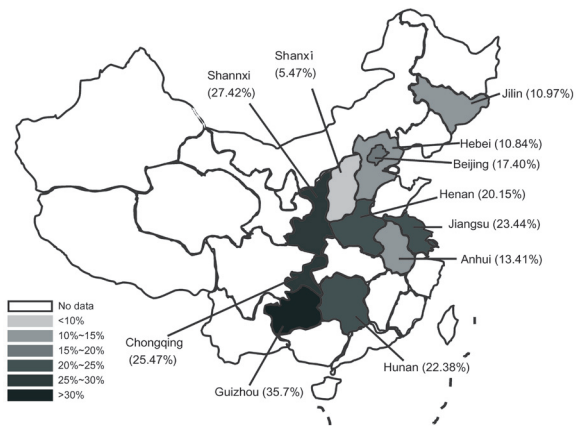 Shanxi
(5.47%)
Shannxi
(27.42%)
Jilin (10.97%)
Hebei (10.84%)
Beijing (17.40%)
Henan (20.15%)
Jiangsu (23.44%)
Anhui (13.41%)
No data
<10%
10%~15%
15%~20%
20%~25%
25%~30%
>30%
Chongqing
(25.47%)
Guizhou (35.7%)
Hunan (22.38%)